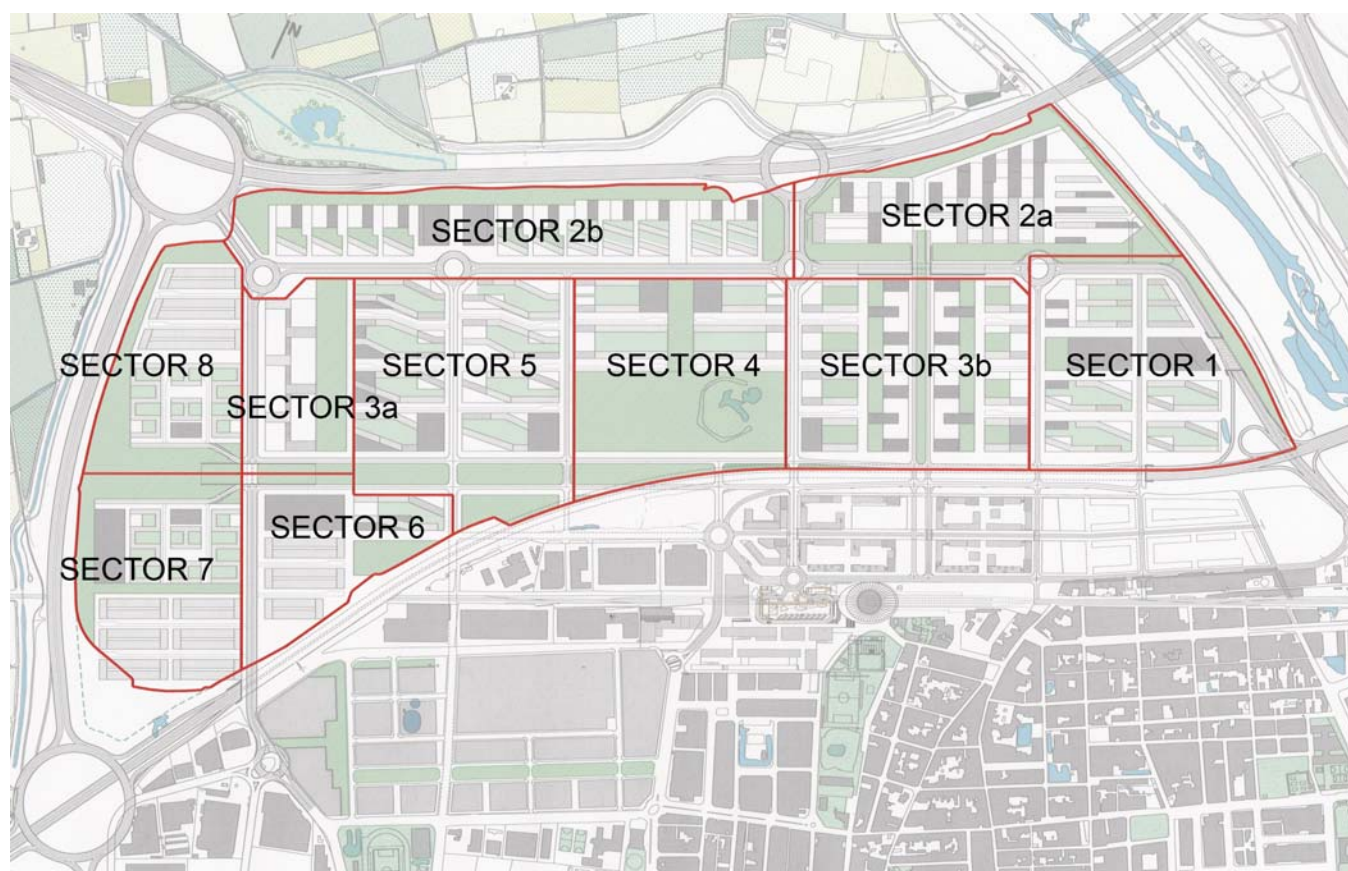 N
SECTOR 2a
SECTOR 2b
SECTOR 8
SECTOR 5
SECTOR 4
SECTOR 3b
SECTOR 1
SECTOR 3a
SECTOR 6
SECTOR 7